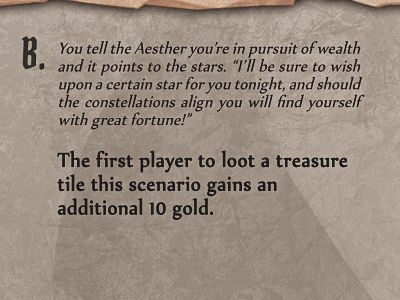 B. You tell the Aesther you're in pursuit of wealth
and it points to the stars. "I'll be sure to wish
upon a certain star for you tonight, and should
the constellations align you will find yourself
with great fortune!"
The first player to loot a treasure
tile this scenario gains an
additional 10 gold.